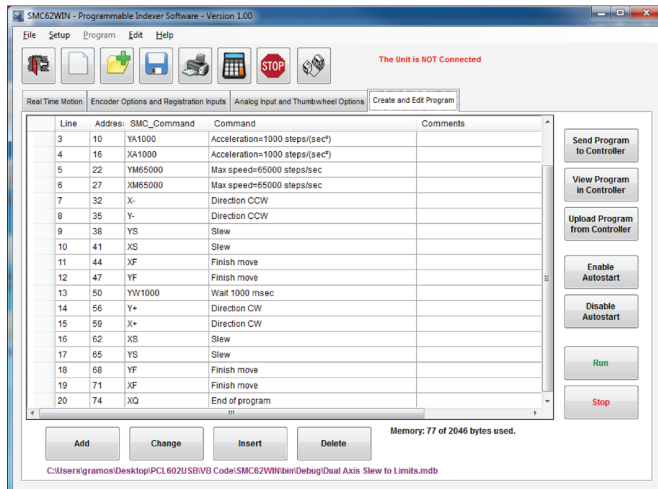 SMC62WIN - Programmable Indexer Software - Version 1.00
File Setup Program Edit Help
STOP
The Unit is NOT Connected
Real Time Motion Encoder Options and Registration Inputs Analog Input and Thumbwheel Options Create and Edit Program
Line Address SMC_Command Command Comments
3 10 YA1000 Acceleration=1000 steps/(sec²)
4 16 XA1000 Acceleration=1000 steps/(sec²)
5 22 YM65000 Max speed=65000 steps/sec
6 27 XM65000 Max speed=65000 steps/sec
7 32 X- Direction CCW
8 35 Y- Direction CCW
9 38 YS Slew
10 41 XS Slew
11 44 XF Finish move
12 47 YF Finish move
13 50 YW1000 Wait 1000 msec
14 56 Y+ Direction CW
15 59 X+ Direction CW
16 62 XS Slew
17 65 YS Slew
18 68 YF Finish move
19 71 XF Finish move
20 74 XQ End of program
Send Program
to Controller
View Program
in Controller
Upload Program
from Controller
Enable
Autostart
Disable
Autostart
Run
Stop
Add Change Insert Delete
Memory: 77 of 2046 bytes used.
C:\Users\gramos\Desktop\PCL602USB\VB Code\SMC62WIN\bin\Debug\Dual Axis Slew to Limits.mdb